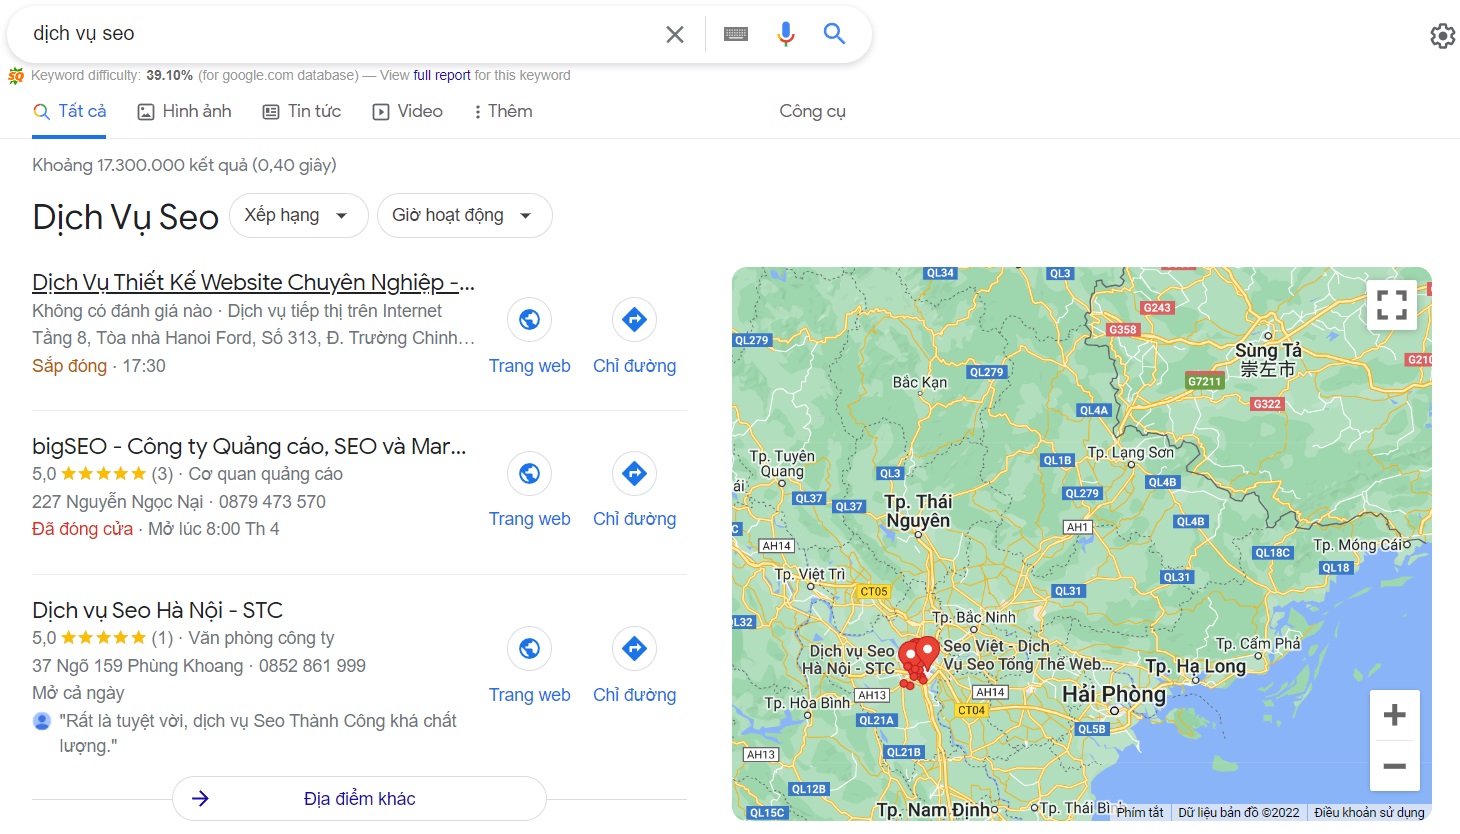 dịch vụ seo
Keyword difficulty: 39.10% (for google.com database) — View full report for this keyword
Tất cả
Hình ảnh
Tin tức
Video
Thêm
Công cụ
Khoảng 17.300.000 kết quả (0,40 giây)
Dịch Vụ Seo
Xếp hạng
Giờ hoạt động
Dịch Vụ Thiết Kế Website Chuyên Nghiệp -...
Không có đánh giá nào · Dịch vụ tiếp thị trên Internet
Tầng 8, Tòa nhà Hanoi Ford, Số 313, Đ. Trường Chinh...
Sắp đóng · 17:30
Trang web
Chỉ đường
bigSEO - Công ty Quảng cáo, SEO và Mar...
5,0 ★★★★★ (3) · Cơ quan quảng cáo
227 Nguyễn Ngọc Nại · 0879 473 570
Đã đóng cửa · Mở lúc 8:00 Th 4
Trang web
Chỉ đường
Dịch vụ Seo Hà Nội - STC
5,0 ★★★★★ (1) · Văn phòng công ty
37 Ngõ 159 Phùng Khoang · 0852 861 999
Mở cả ngày
Trang web
Chỉ đường
"Rất là tuyệt vời, dịch vụ Seo Thành Công khá chất
lượng."
Địa điểm khác
QL34
QL3
G243
G358
QL279
Sùng Tả
崇左市
G210
Bắc Kạn
QL279
G7211
QL4A
G322
Tp. Tuyên
Quang
QL3
QL1B
Tp. Lạng Sơn
ái
QL37
QL37
QL279
QL4B
Tp. Thái
Nguyên
AH1
QL4B
AH14
QL18C
Tp. Móng Cái
QL18
Tp. Việt Trì
CT05
QL31
QL31
QL32
Tp. Bắc Ninh
Dịch vụ Seo
Hà Nội - STC
Seo Việt - Dịch
Vụ Seo Tổng Thể Web...
Tp. Cẩm Phả
Tp. Hạ Long
AH13
AH14
Hải Phòng
Tp. Hòa Bình
CT04
QL21A
QL5B
AH13
QL21B
QL12B
QL15C
Tp. Nam Định
Tp. Thái Bình
Phím tắt
Dữ liệu bản đồ ©2022
Điều khoản sử dụng